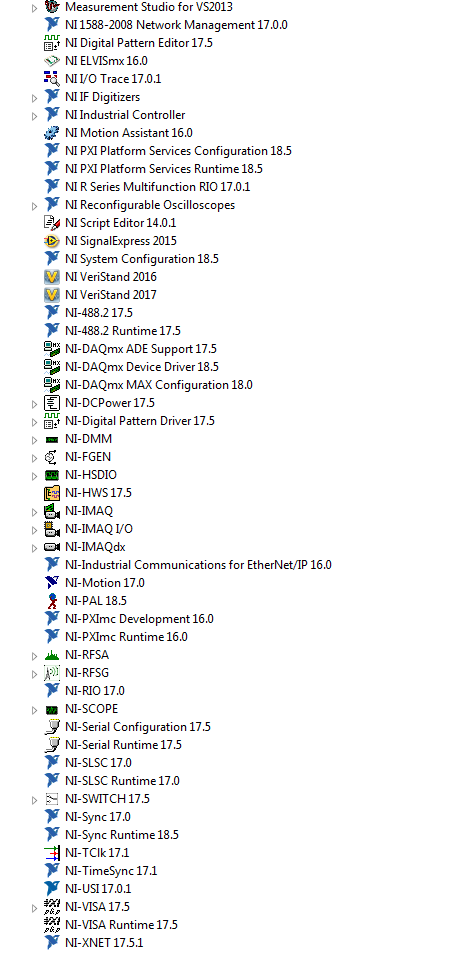 Measurement Studio for VS2013
NI 1588-2008 Network Management 17.0.0
NI Digital Pattern Editor 17.5
NI ELVISmx 16.0
NI I/O Trace 17.0.1
NI IF Digitizers
NI Industrial Controller
NI Motion Assistant 16.0
NI PXI Platform Services Configuration 18.5
NI PXI Platform Services Runtime 18.5
NI R Series Multifunction RIO 17.0.1
NI Reconfigurable Oscilloscopes
NI Script Editor 14.0.1
NI SignalExpress 2015
NI System Configuration 18.5
NI VeriStand 2016
NI VeriStand 2017
NI-488.2 17.5
NI-488.2 Runtime 17.5
NI-DAQmx ADE Support 17.5
NI-DAQmx Device Driver 18.5
NI-DAQmx MAX Configuration 18.0
NI-DCPower 17.5
NI-Digital Pattern Driver 17.5
NI-DMM
NI-FGEN
NI-HSDIO
NI-HWS 17.5
NI-IMAQ
NI-IMAQ I/O
NI-IMAQdx
NI-Industrial Communications for EtherNet/IP 16.0
NI-Motion 17.0
NI-PAL 18.5
NI-PXImc Development 16.0
NI-PXImc Runtime 16.0
NI-RFSA
NI-RFSG
NI-RIO 17.0
NI-SCOPE
NI-Serial Configuration 17.5
NI-Serial Runtime 17.5
NI-SLSC 17.0
NI-SLSC Runtime 17.0
NI-SWITCH 17.5
NI-Sync 17.0
NI-Sync Runtime 18.5
NI-TClk 17.1
NI-TimeSync 17.1
NI-USI 17.0.1
NI-VISA 17.5
NI-VISA Runtime 17.5
NI-XNET 17.5.1